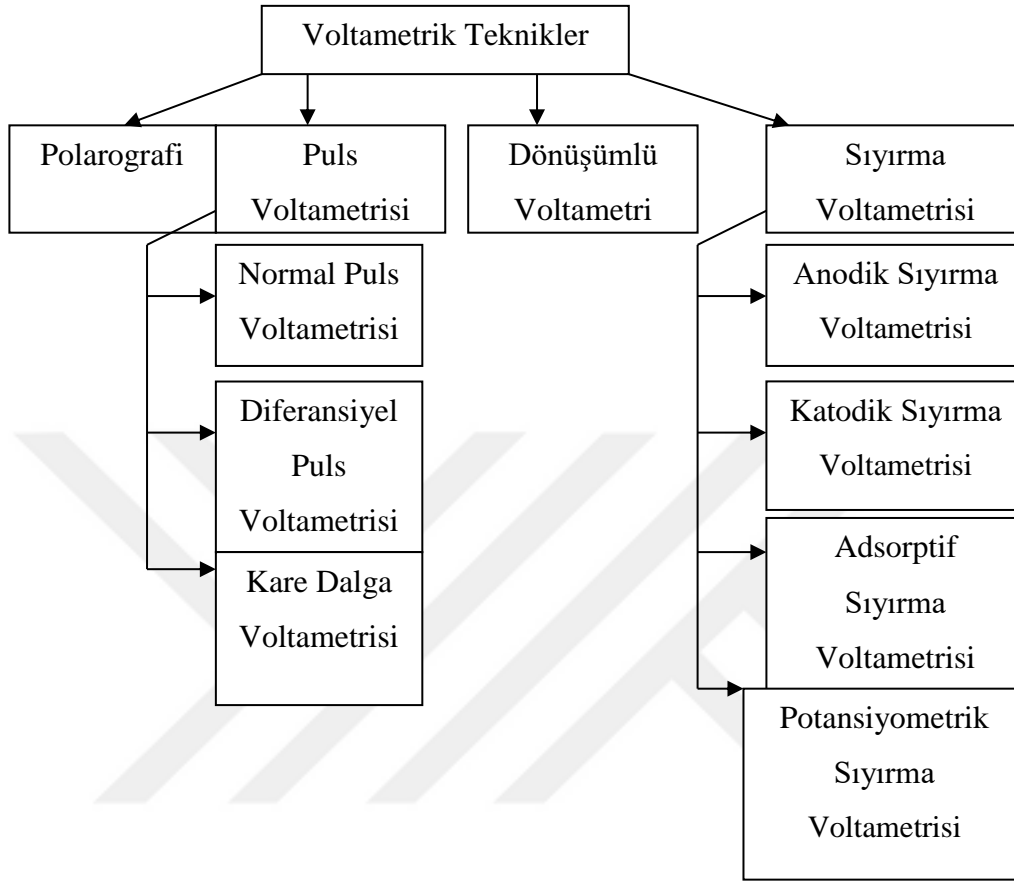 Voltametrik Teknikler
Polarografi
Puls
Voltametrisi
Dönüşümlü
Voltametri
Sıyırma
Voltametrisi
Normal Puls
Voltametrisi
Diferansiyel
Puls
Voltametrisi
Kare Dalga
Voltametrisi
Anodik Sıyırma
Voltametrisi
Katodik Sıyırma
Voltametrisi
Adsorptif
Sıyırma
Voltametrisi
Potansiyometrik
Sıyırma
Voltametrisi